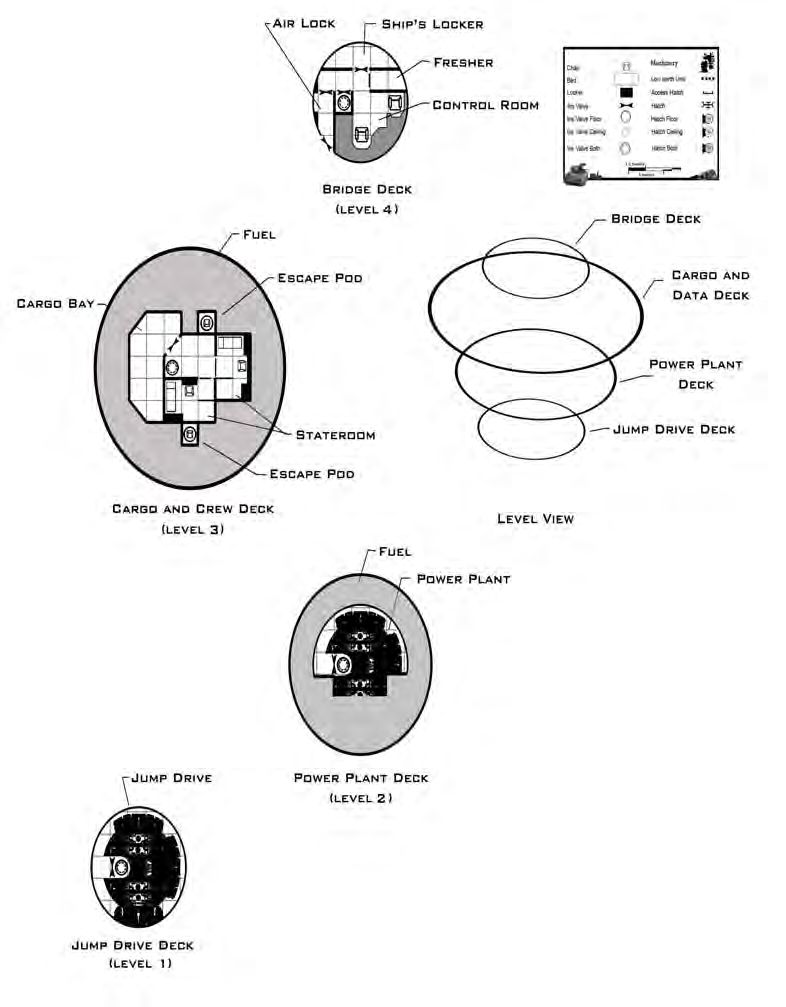 AIR LOCK
SHIP'S LOCKER
FRESHER
CONTROL ROOM
BRIDGE DECK
(LEVEL 4)
Chair
Machinery
Bed
Locker
Access Hatch
Iris Valve
Hatch
Iris Valve Floor
Hatch Floor
Iris Valve Ceiling
Hatch Ceiling
Iris Valve Both
Hatch Both
FUEL
ESCAPE POD
CARGO BAY
STATEROOM
ESCAPE POD
CARGO AND CREW DECK
(LEVEL 3)
BRIDGE DECK
CARGO AND
DATA DECK
POWER PLANT
DECK
JUMP DRIVE DECK
LEVEL VIEW
FUEL
POWER PLANT
POWER PLANT DECK
(LEVEL 2)
JUMP DRIVE
JUMP DRIVE DECK
(LEVEL 1)